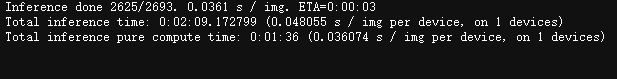 Inference done 2625/2693. 0.0361 s / img. ETA=0:00:03
Total inference time: 0:02:09.172799 (0.048055 s / img per device, on 1 devices)
Total inference pure compute time: 0:01:36 (0.036074 s / img per device, on 1 devices)